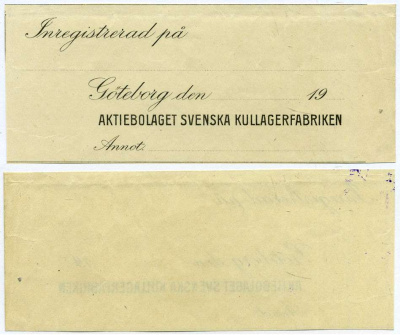 Inregistrerad på
Göteborg den 19
AKTIEBOLAGET SVENSKA KULLAGERFABRIKEN
Annot: